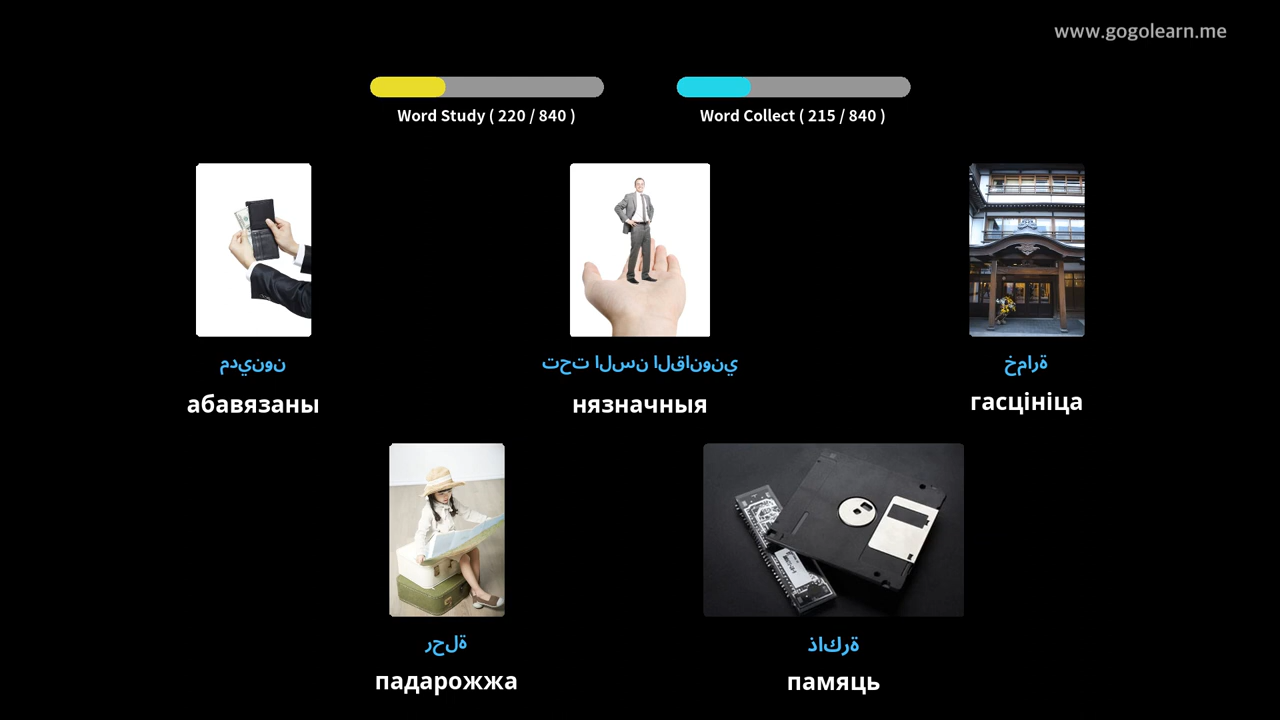 www.gogolearn.me
Word Study ( 220 / 840 )
Word Collect ( 215 / 840 )
مدينون
абавязаны
تحت السن القانوني
нязначныя
خمارة
гасцініца
رحلة
падарожжа
ذاكرة
памяць